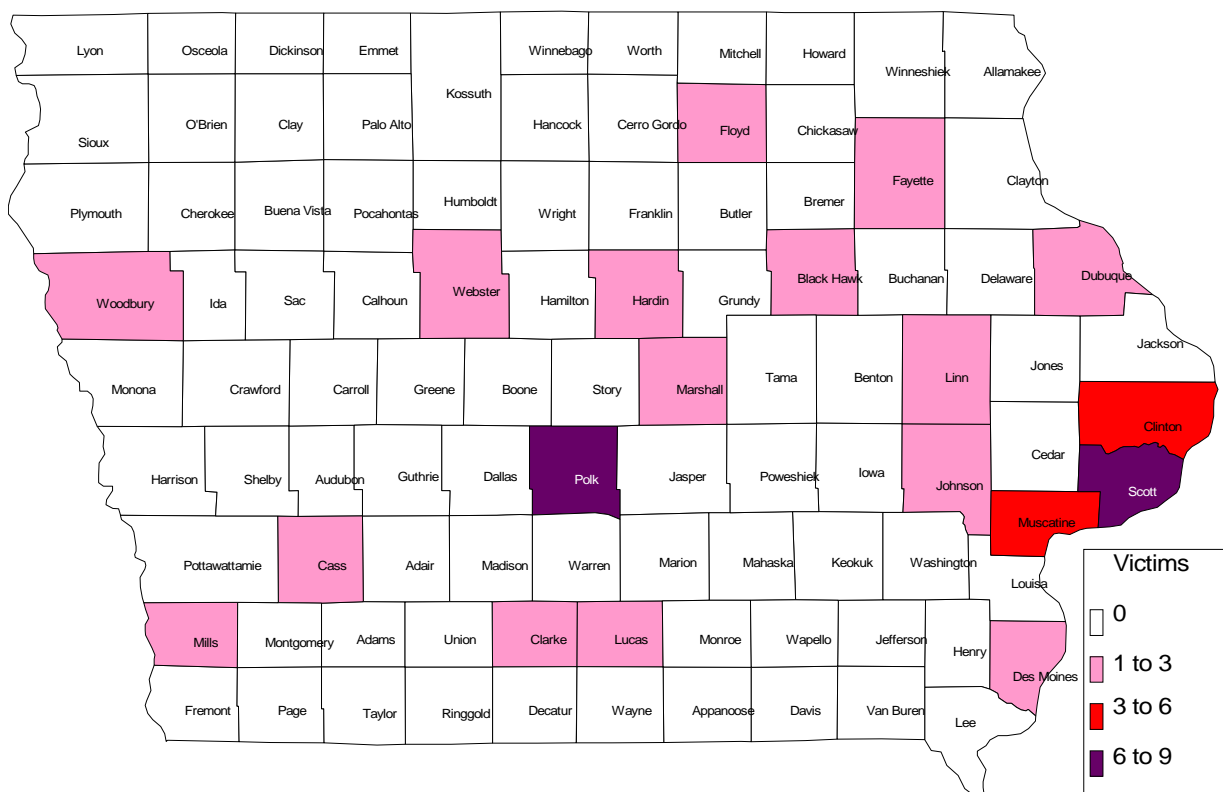 Lyon Osceola Dickinson Emmet Winnebago Worth Mitchell Howard
Winneshiek Allamakee
Kossuth
Sioux O'Brien Clay Palo Alto Hancock Cerro Gordo Floyd Chickasaw
Fayette Clayton
Plymouth Cherokee Buena Vista Pocahontas Humboldt Wright Franklin Butler Bremer
Woodbury Ida Sac Calhoun Webster Hamilton Hardin Grundy Black Hawk Buchanan Delaware Dubuque
Jackson
Monona Crawford Carroll Greene Boone Story Marshall Tama Benton Linn Jones
Clinton
Harrison Shelby Audubon Guthrie Dallas Polk Jasper Poweshiek Iowa Johnson Cedar Scott
Muscatine
Pottawattamie Cass Adair Madison Warren Marion Mahaska Keokuk Washington
Louisa
Mills Montgomery Adams Union Clarke Lucas Monroe Wapello Jefferson Henry
Des Moines
Fremont Page Taylor Ringgold Decatur Wayne Appanoose Davis Van Buren Lee
Victims
0
1 to 3
3 to 6
6 to 9